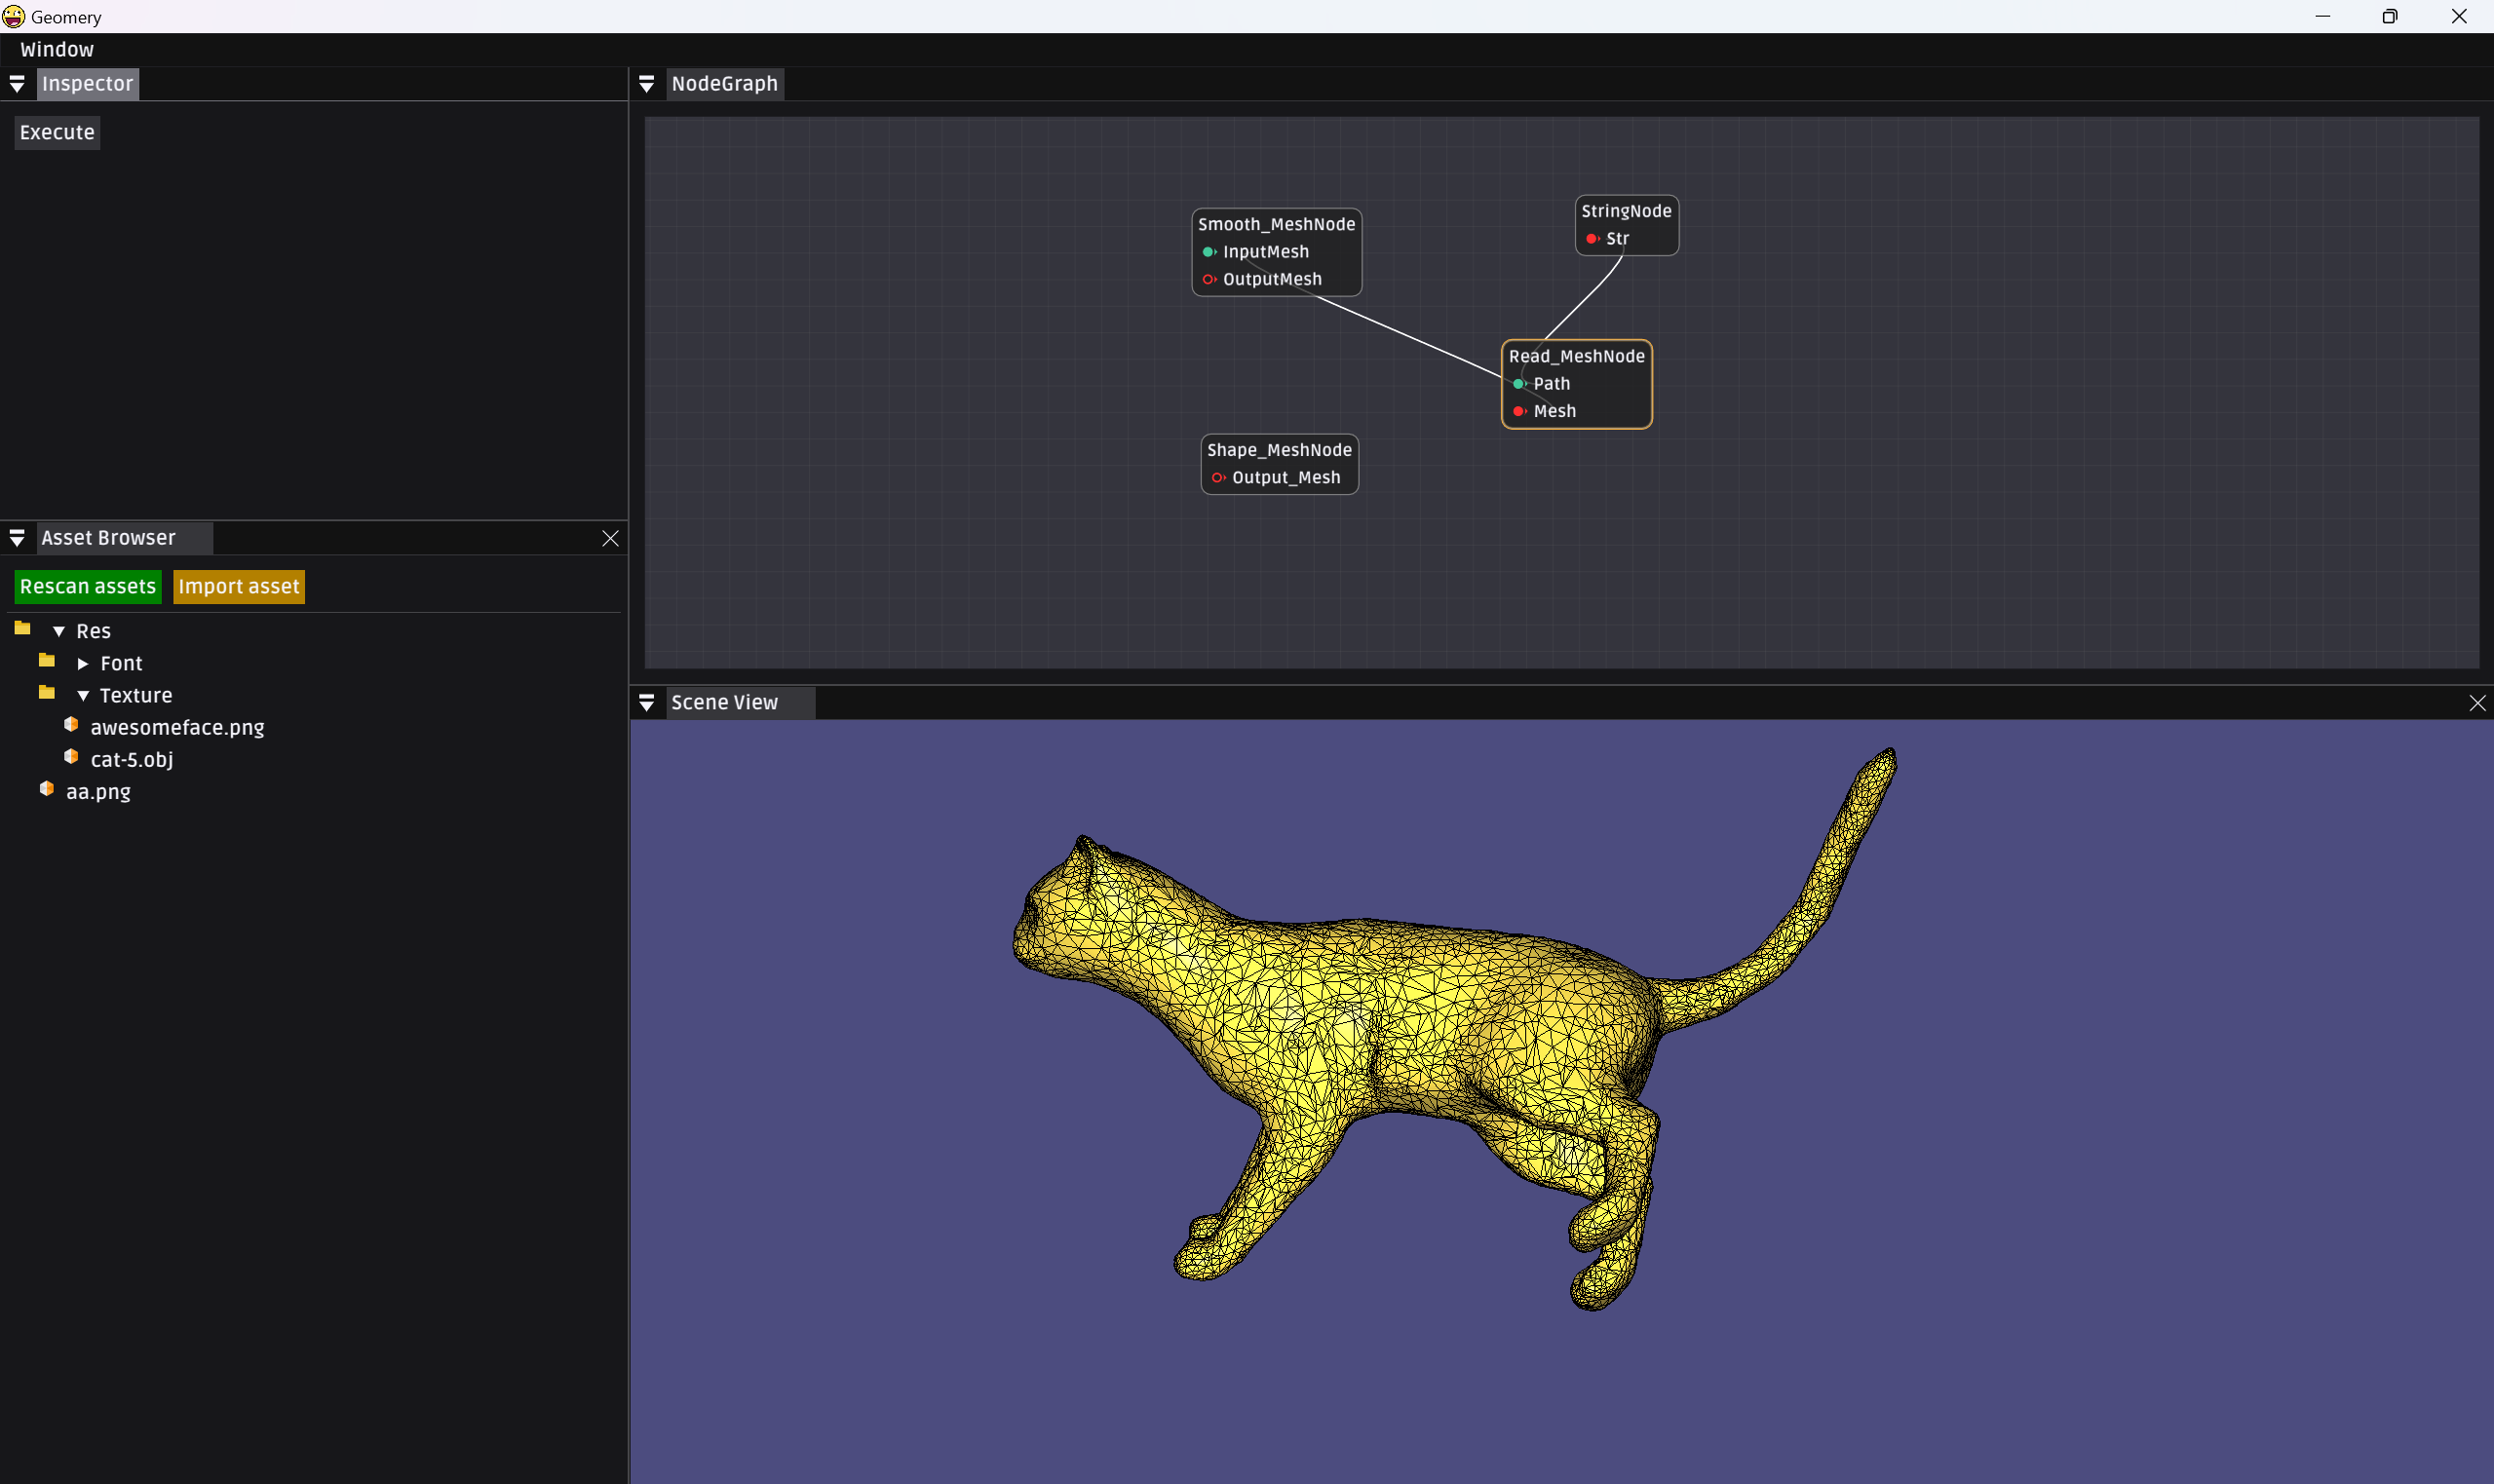 Geomery
Window
Inspector
Execute
NodeGraph
Smooth_MeshNode
InputMesh
OutputMesh
StringNode
Str
Read_MeshNode
Path
Mesh
Shape_MeshNode
Output_Mesh
Asset Browser
Rescan assets Import asset
Res
Font
Texture
awesomeface.png
cat-5.obj
aa.png
Scene View